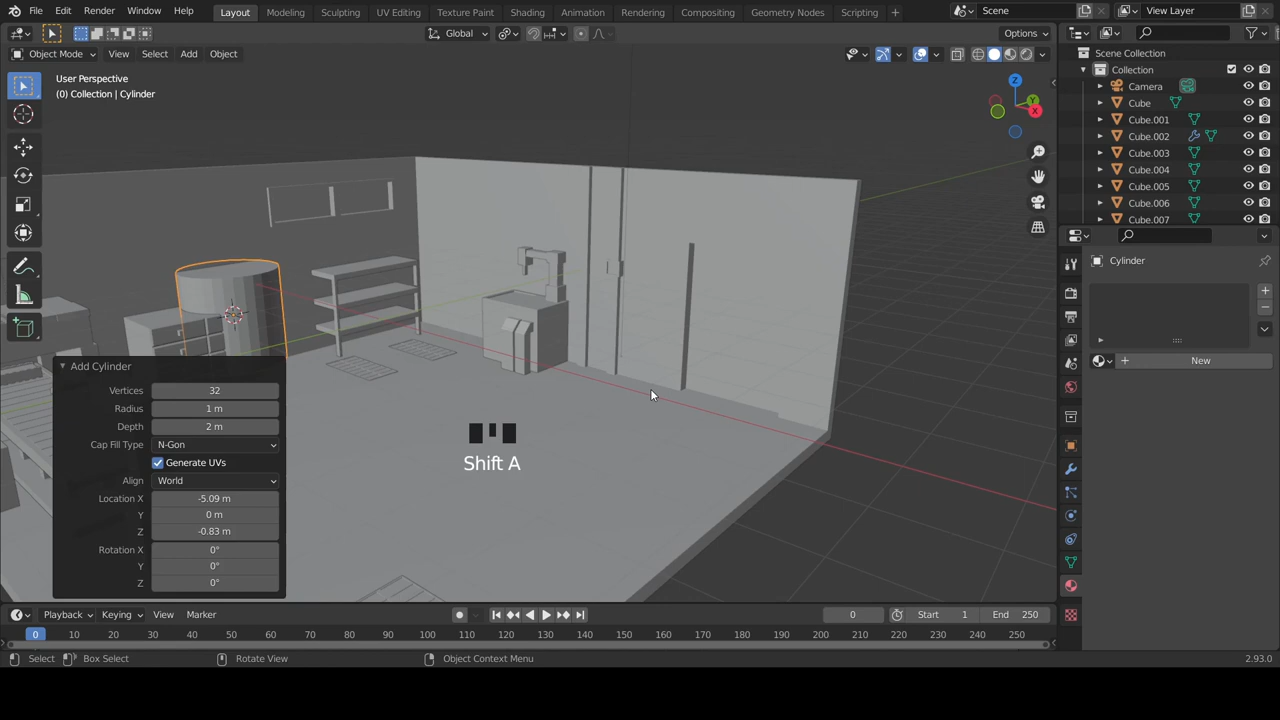 File Edit Render Window Help Layout Modeling Sculpting UV Editing Texture Paint Shading Animation Rendering Compositing Geometry Nodes Scripting + Scene View Layer
Global Options
Object Mode View Select Add Object
User Perspective
(0) Collection | Cylinder
Z
Y
X
Scene Collection
Collection
Camera
Cube
Cube.001
Cube.002
Cube.003
Cube.004
Cube.005
Cube.006
Cube.007
Cylinder
New
Add Cylinder
Vertices 32
Radius 1 m
Depth 2 m
Cap Fill Type N-Gon
Generate UVs
Align World
Location X -5.09 m
Y 0 m
Z -0.83 m
Rotation X 0°
Y 0°
Z 0°
Shift A
Playback Keying View Marker 0 Start 1 End 250
0 10 20 30 40 50 60 70 80 90 100 110 120 130 140 150 160 170 180 190 200 210 220 230 240 250
Select Box Select Rotate View Object Context Menu 2.93.0